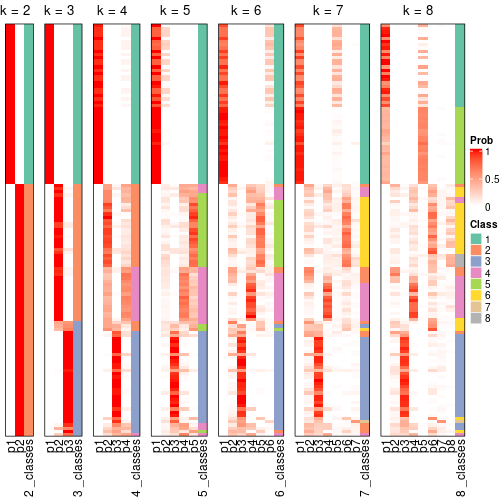 k = 2
k = 3
k = 4
k = 5
k = 6
k = 7
k = 8
Prob
1
0.5
0
Class
1
2
3
4
5
6
7
8
p1
p2
2_classes
p1
p2
p3
3_classes
p1
p2
p3
p4
4_classes
p1
p2
p3
p4
p5
5_classes
p1
p2
p3
p4
p5
p6
6_classes
p1
p2
p3
p4
p5
p6
p7
7_classes
p1
p2
p3
p4
p5
p6
p7
p8
8_classes